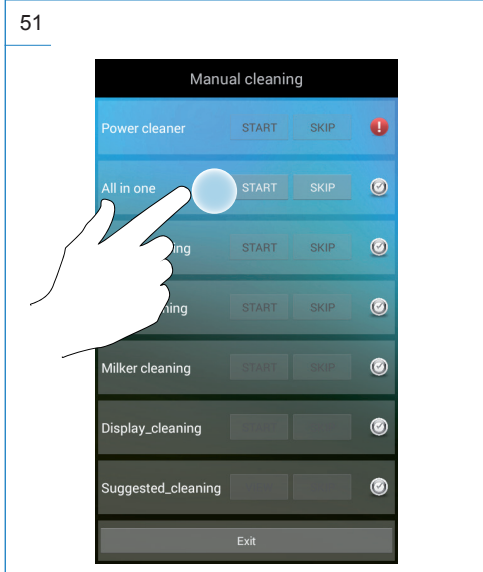 51
Manual cleaning
Power cleaner START SKIP
All in one START SKIP
ing START SKIP
ning START SKIP
Milker cleaning START SKIP
Display_cleaning START
Suggested_cleaning
Exit